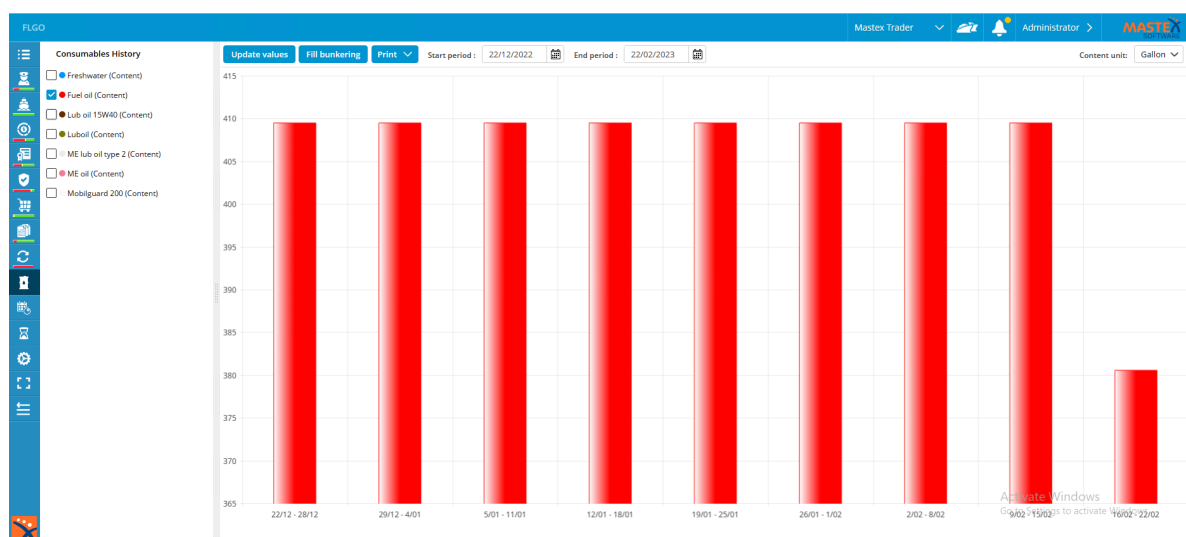 FLGO
Mastex Trader
Administrator
MASTEX
SOFTWARE
Consumables History
Update values
Fill bunkering
Print
Start period :
22/12/2022
End period :
22/02/2023
Content unit:
Gallon
Freshwater (Content)
Fuel oil (Content)
Lub oil 15W40 (Content)
Luboil (Content)
ME lub oil type 2 (Content)
ME oil (Content)
Mobilguard 200 (Content)
415
410
405
400
395
390
385
380
375
370
365
22/12 - 28/12
29/12 - 4/01
5/01 - 11/01
12/01 - 18/01
19/01 - 25/01
26/01 - 1/02
2/02 - 8/02
9/02 - 15/02
16/02 - 22/02
Activate Windows
Go to Settings to activate Windows.